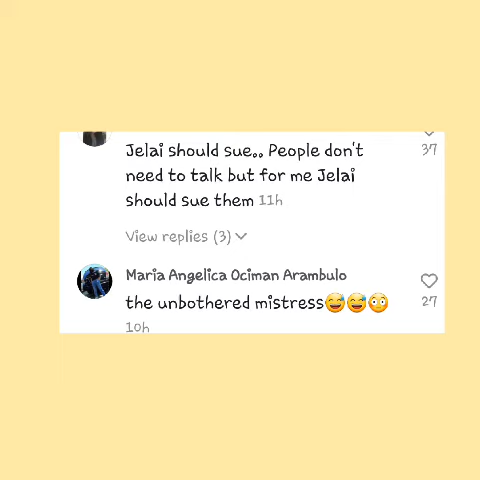 Jelai should sue.. People don't
37
need to talk but for me Jelai
should sue them 11h
View replies (3)
Maria Angelica Ociman Arambulo
the unbothered mistress😅😅😳
27
10h